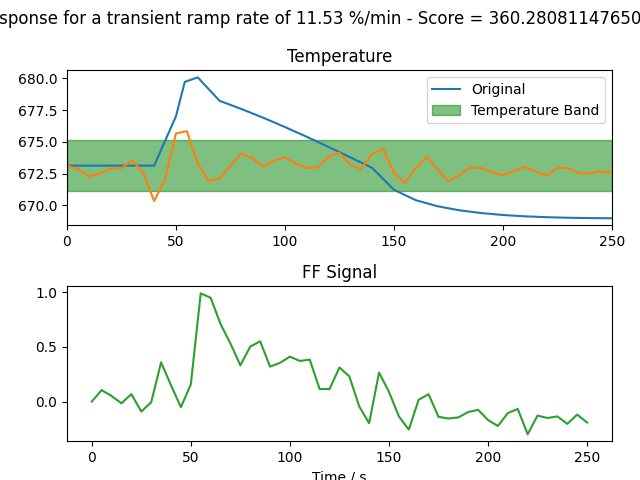 sponse for a transient ramp rate of 11.53 %/min - Score = 360.28081147650
Temperature
680.0
677.5
675.0
672.5
670.0
Original
Temperature Band
0 50 100 150 200 250
FF Signal
1.0
0.5
0.0
0 50 100 150 200 250
Time / s